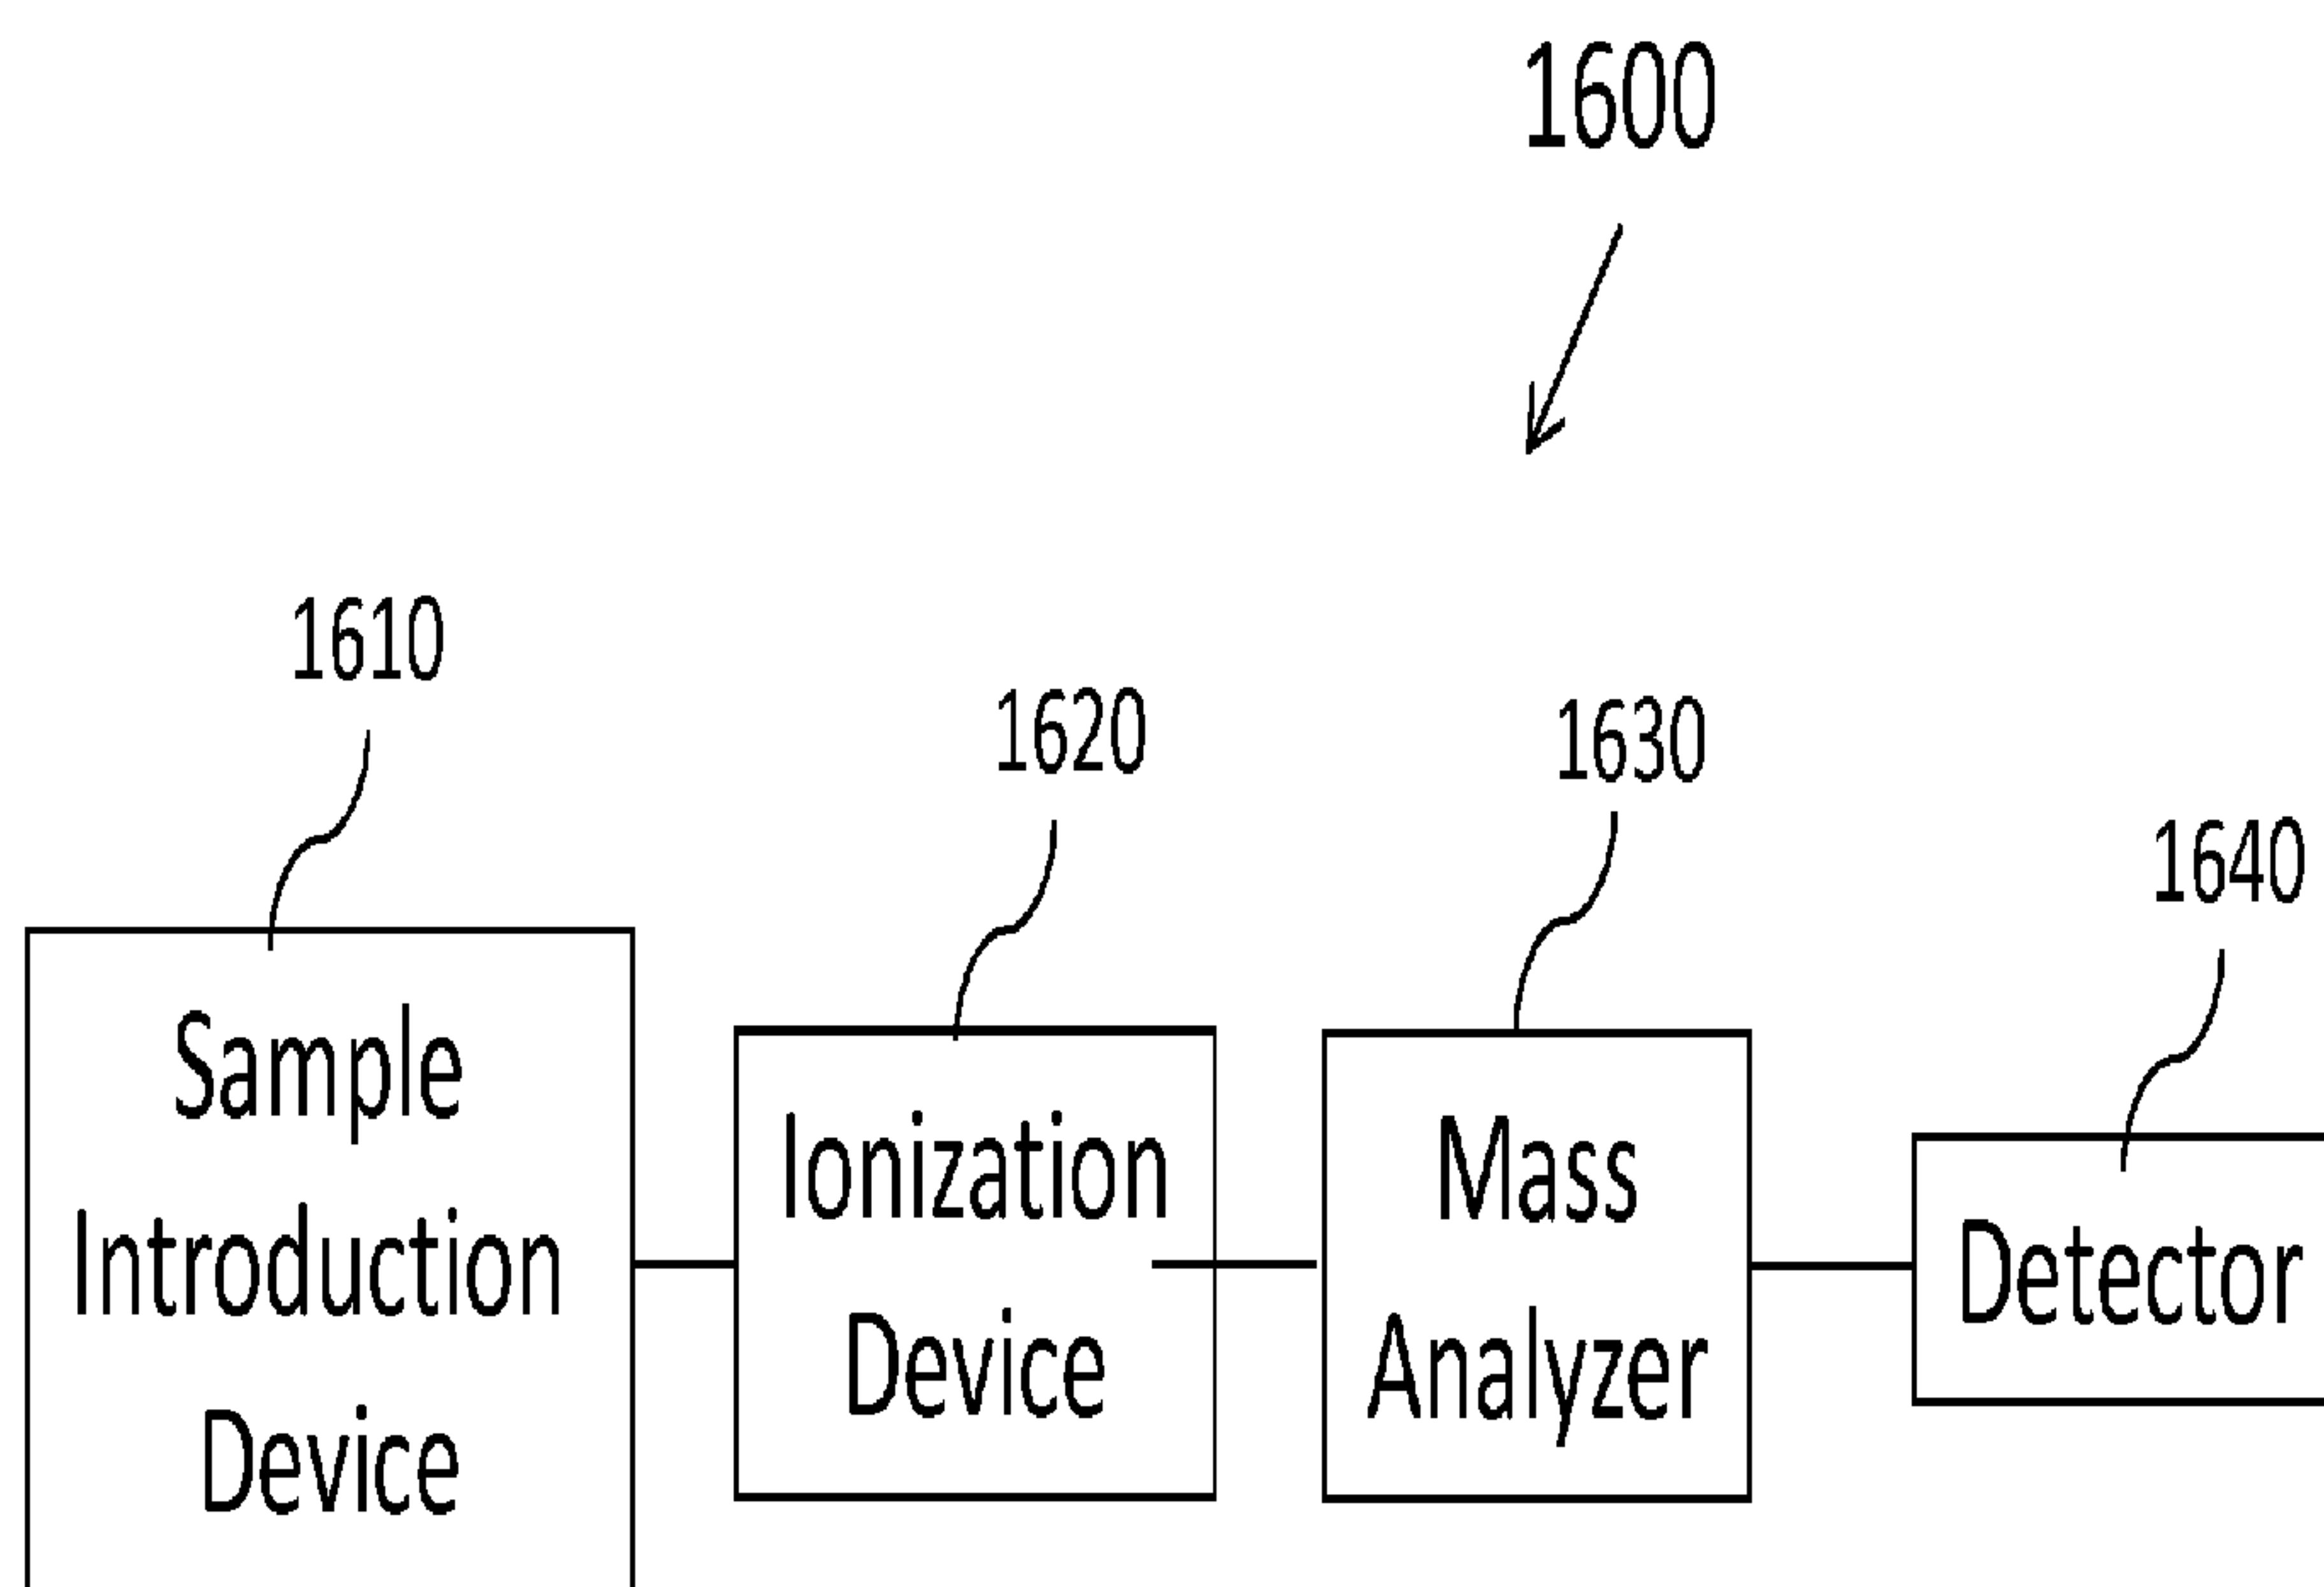 1600
1610
1620
1630
1640
Sample
Introduction
Device
Ionization
Device
Mass
Analyzer
Detector